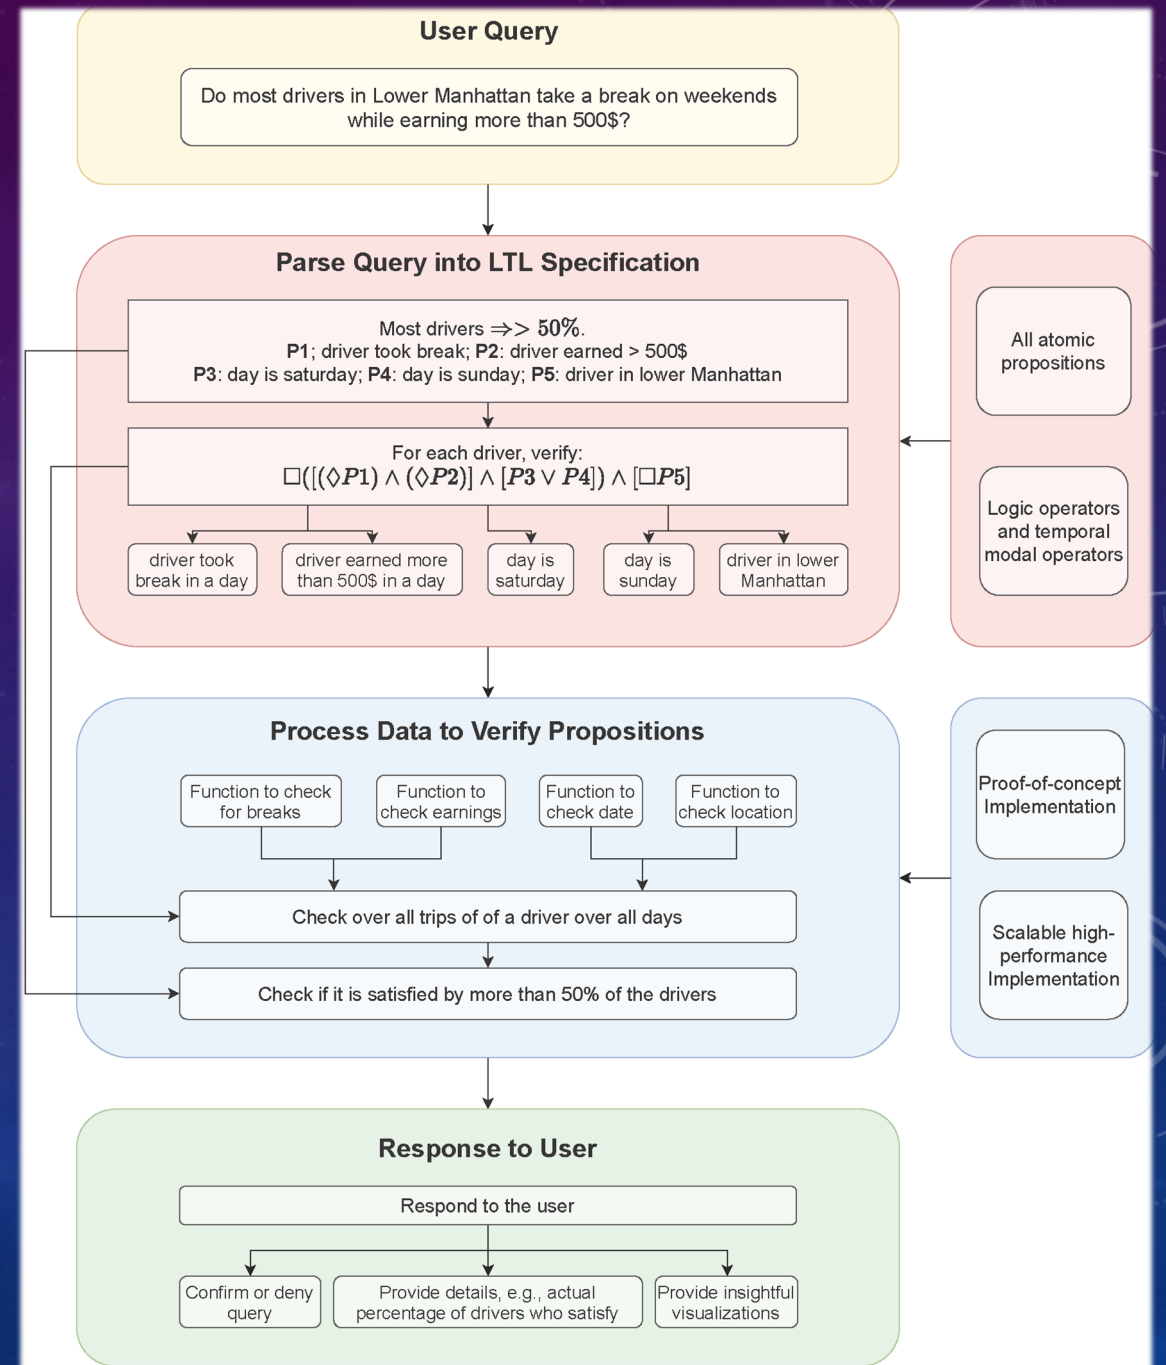 User Query
Do most drivers in Lower Manhattan take a break on weekends
while earning more than 500$?
Parse Query into LTL Specification
Most drivers ⇒> 50%.
P1; driver took break; P2: driver earned > 500$
P3: day is saturday; P4: day is sunday; P5: driver in lower Manhattan
For each driver, verify:
□([(◊P1) ∧ (◊P2)] ∧ [P3 ∨ P4]) ∧ [□P5]
driver took
break in a day
driver earned more
than 500$ in a day
day is
saturday
day is
sunday
driver in lower
Manhattan
All atomic
propositions
Logic operators
and temporal
modal operators
Process Data to Verify Propositions
Function to check
for breaks
Function to
check earnings
Function to
check date
Function to
check location
Check over all trips of of a driver over all days
Check if it is satisfied by more than 50% of the drivers
Proof-of-concept
Implementation
Scalable high-
performance
Implementation
Response to User
Respond to the user
Confirm or deny
query
Provide details, e.g., actual
percentage of drivers who satisfy
Provide insightful
visualizations